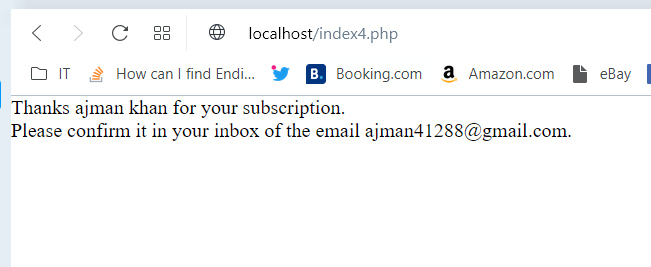 localhost/index4.php
IT How can I find Endi... B. Booking.com a Amazon.com eBay
Thanks ajman khan for your subscription.
Please confirm it in your inbox of the email ajman41288@gmail.com.